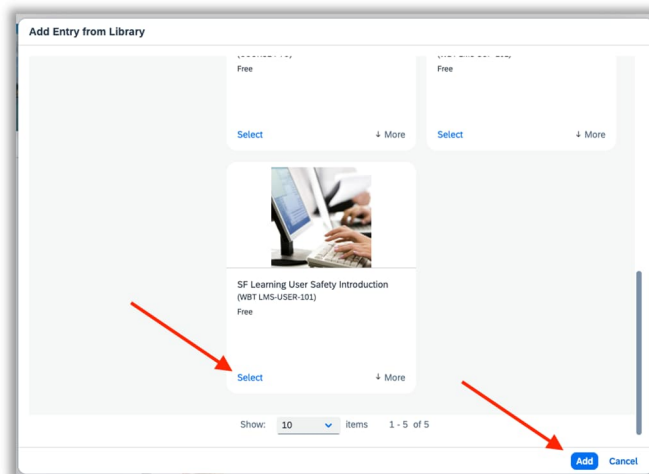 Add Entry from Library
Free
Free
Select
↓ More
Select
↓ More
SF Learning User Safety Introduction
(WBT LMS-USER-101)
Free
Select
↓ More
Show: 10 items 1 - 5 of 5
Add Cancel